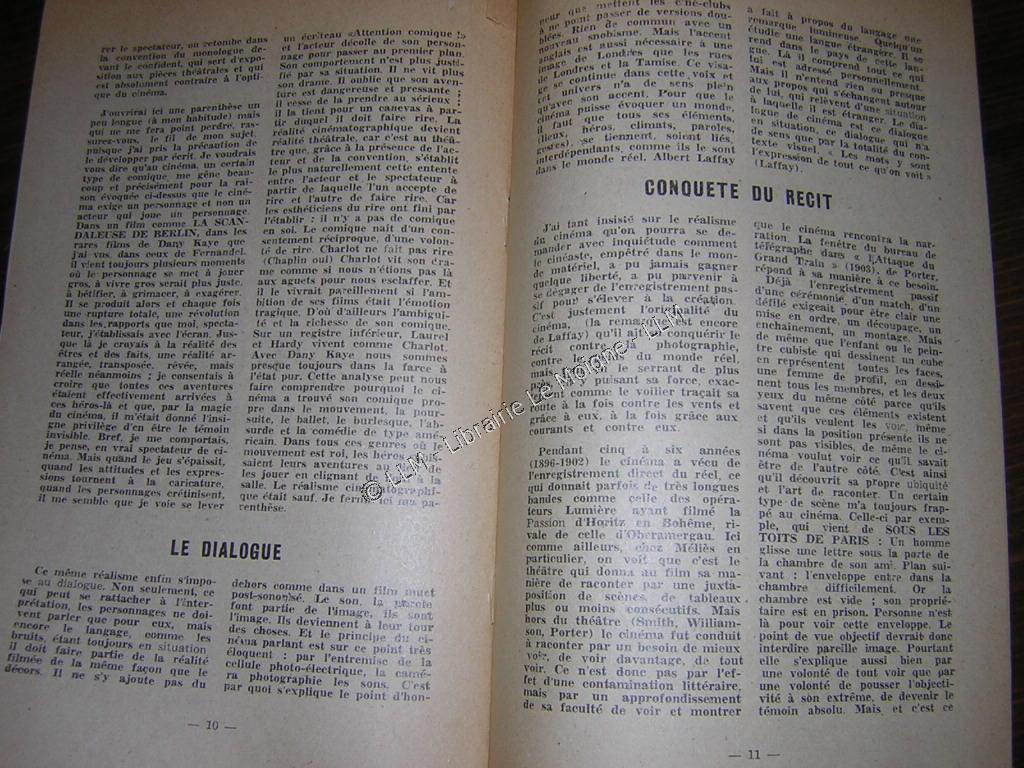 rer le spectateur, on retombe dans
la convention du monologue de-
vant le confident, qui sert d'expo-
sition aux pièces théâtrales et qui
est absolument contraire à l'opti-
que du cinéma.
J'ouvrirai ici une parenthèse un
peu longue (à mon habitude) mais
qui ne me fera point perdre, ras-
surez-vous, le fil de mon sujet,
puisque j'ai pris la précaution de
le développer par écrit. Je voudrais
vous dire qu'au cinéma, un certain
type de comique me gêne beau-
coup et précisément pour la rai-
son évoquée ci-dessus que le ciné-
ma exige un personnage et non un
acteur qui joue un personnage.
Dans un film comme LA SCAN-
DALEUSE DE BERLIN, dans les
rares films de Dany Kaye que
j'ai vus, dans ceux de Fernandel,
il vient toujours plusieurs moments
où le personnage se met à jouer
gros, à vivre gros serait plus juste,
à bêtifier, à grimacer, à exagérer.
Il se produit alors et chaque fois
une rupture totale, une révolution
dans les rapports que moi, specta-
teur, j'établissais avec l'écran. Jus-
que là je croyais à la réalité des
êtres et des faits, une réalité ar-
rangée, transposée, rêvée, mais
réelle néanmoins ; je consentais à
croire que toutes ces aventures
étaient effectivement arrivées à
ces héros-là et que, par la magie
du cinéma, il m'était donné l'insi-
gne privilège d'en être le témoin
invisible. Bref, je me comportais,
je pense, en vrai spectateur de ci-
néma. Mais quand le jeu s'épaissit,
quand les attitudes et les expres-
sions tournent à la caricature,
quand les personnages crétinisent,
il me semble que je voie se lever
un écriteau «Attention comique !»
et l'acteur décolle de son person-
nage pour passer au premier plan.
Son comportement n'est plus justi-
fié par sa situation. Il ne vit plus
son drame. Il oublie que son aven-
ture est dangereuse et pressante ;
il cesse de la prendre au sérieux ;
il la tient pour un canevas à par-
tir duquel il doit faire rire. La
réalité cinématographique devient
réalité théâtrale, car c'est au théâ-
tre que, grâce à la présence de l'ac-
teur et de la convention, s'établit
le plus naturellement cette entente
entre l'acteur et le spectateur à
partir de laquelle l'un accepte de
rire et l'autre de faire rire. Car
les esthéticiens du rire ont fini par
l'établir : il n'y a pas de comique
en soi. Le comique naît d'un con-
sentement réciproque, d'une volon-
té de rire. Charlot ne fait pas rire
(Chaplin oui) Charlot vit son dra-
me comme si nous n'étions pas là
aux aguets pour nous esclaffer. Et
il le vivrait pareillement si l'am-
bition de ses films était l'émotion
tragique. D'où d'ailleurs l'ambiguï-
té et la richesse de son comique.
Sur un registre inférieur, Laurel
et Hardy vivent comme Charlot.
Avec Dany Kaye nous sommes
presque toujours dans la farce à
l'état pur. Cette analyse peut nous
faire comprendre pourquoi le ci-
néma a trouvé son comique pro-
pre dans le mouvement, la pour-
suite, le ballet, le burlesque, l'ab-
surde et la comédie de type amé-
ricain. Dans tous ces genres où le
mouvement est roi, les héros
saient leurs aventures au lieu de
les jouer en clignant de l'œil à la
salle. Le réalisme cinématographi-
que était sauf. Je ferme ici ma pa-
renthèse.
LE DIALOGUE
Ce même réalisme enfin s'impo-
se au dialogue. Non seulement, ce
qui peut se rattacher à l'inter-
prétation, les personnages ne doi-
vent parler que pour eux, mais
encore le langage, comme les
bruits, étant toujours en situation
il doit faire partie de la réalité
filmée de la même façon que le
décors. Il ne s'y ajoute pas du
dehors comme dans un film muet
post-sonorisé. Le son, la parole
font partie de l'image, ils sont
l'image. Ils deviennent à leur tour
des choses. Et le principe du ci-
néma parlant est sur ce point très
éloquent : par l'entremise de la
cellule photo-électrique, la camé-
ra photographie les sons. C'est
par quoi s'explique le point d'hon-
— 10 —
neur que mettent les ciné-clubs
à ne point passer de versions dou-
blées. Rien de commun avec un
nouveau snobisme. Mais l'accent
anglais est aussi nécessaire à une
image de Londres que les rues
de Londres et la Tamise. Ce visa-
ge se continue dans cette voix et
cet univers n'a de sens plein
qu'avec son accent. Pour que le
cinéma puisse évoquer un monde,
il faut que tous ses éléments,
lieux, héros, climats, paroles,
gestes, siennent, soient liés,
interdépendants, comme ils le sont
dans le monde réel. Albert Laffay
a fait à propos du langage une
remarque lumineuse. Quelqu'un
étudie une langue étrangère. Il se
rend dans le pays de cette lan-
gue. Là il comprend tout ce qui
lui est adressé personnellement.
Mais il n'entend rien ou presque
aux propos qui s'échangent autour
de lui, qui relèvent d'une situation
à laquelle il est étranger. Le dia-
logue de cinéma est ce dialogue
en situation, ce dialogue qui n'a
de sens que par la totalité du con-
texte visuel. « Les mots y sont
l'expression de tout ce qu'on voit »
(Laffay).
CONQUETE DU RECIT
J'ai tant insisté sur le réalisme
du cinéma qu'on pourra se de-
mander avec inquiétude comment
le cinéaste, empêtré dans le mon-
de matériel, a pu jamais gagner
quelque liberté, a pu parvenir à
se dégager de l'enregistrement pas-
sif pour s'élever à la création.
C'est justement l'originalité du
cinéma, (la remarque est encore
de Laffay) qu'il ait dû conquérir le
récit contre la photographie,
contre les du monde réel,
mais le serrant de plus
puisant sa force, exac-
tement comme le voilier traçait sa
route à la fois contre les vents et
grâce à eux, à la fois grâce aux
courants et contre eux.
Pendant cinq à six années
(1896-1902) le cinéma a vécu de
l'enregistrement direct du réel, ce
qui donnait parfois de très longues
bandes comme celle des opéra-
teurs Lumière ayant filmé la
Passion d'Horitz en Bohême, ri-
vale de celle d'Oberamergau. Ici
comme ailleurs, chez Méliès en
particulier, on voit que c'est le
théâtre qui donna au film sa ma-
nière de raconter par une juxta-
position de scènes, de tableaux
plus ou moins consécutifs. Mais
hors du théâtre (Smith, William-
son, Porter) le cinéma fut conduit
à raconter par un besoin de mieux
voir, de voir davantage, de tout
voir. Ce n'est donc pas par l'ef-
fet d'une contamination littéraire,
mais par un approfondissement
de sa faculté de voir et montrer
que le cinéma rencontra la nar-
ration. La fenêtre du bureau de
télégraphe dans « L'Attaque du
Grand Train » (1903), de Porter,
répond à sa manière à ce besoin.
Déjà l'enregistrement passif
d'une cérémonie, d'un match, d'un
défilé exigeait pour être clair une
mise en ordre, un découpage, un
enchaînement, un montage. Mais
de même que l'enfant ou le pein-
tre cubiste qui dessinent un cube
en représentent toutes les faces,
une femme de profil, en dessi-
nent tous les membres, et les deux
yeux du même côté parce qu'ils
savent que ces éléments existent
et qu'ils veulent les voir, même
si dans la position présente ils ne
sont pas visibles, de même le ci-
néma voulut voir ce qu'il savait
être de l'autre côté. C'est ainsi
qu'il découvrit sa propre ubiquité
et l'art de raconter. Un certain
type de scène m'a toujours frap-
pé au cinéma. Celle-ci par exem-
ple, qui vient de SOUS LES
TOITS DE PARIS : Un homme
glisse une lettre sous la porte de
la chambre de son ami. Plan sui-
vant : l'enveloppe entre dans la
chambre difficilement. Or la
chambre est vide ; son proprié-
taire est en prison. Personne n'est
là pour voir cette enveloppe. Le
point de vue objectif devrait donc
interdire pareille image. Pourtant
elle s'explique aussi bien par
une volonté de tout voir que par
une volonté de pousser l'objecti-
vité à son extrême, de devenir le
témoin absolu. Mais et c'est ce
— 11 —
© LLM - Librairie Le Moigne - LLM